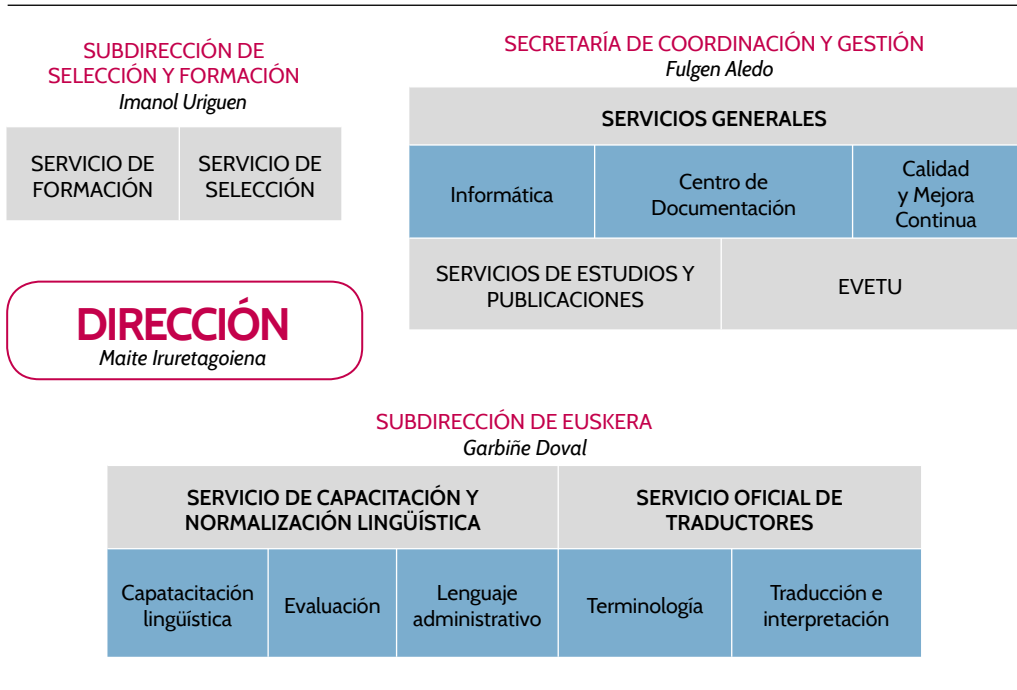 SUBDIRECCIÓN DE
SELECCIÓN Y FORMACIÓN
Imanol Uriguen
SERVICIO DE
FORMACIÓN
SERVICIO DE
SELECCIÓN
SECRETARÍA DE COORDINACIÓN Y GESTIÓN
Fulgen Aledo
SERVICIOS GENERALES
Informática
Centro de
Documentación
Calidad
y Mejora
Continua
SERVICIOS DE ESTUDIOS Y
PUBLICACIONES
EVETU
DIRECCIÓN
Maite Iruretagoiena
SUBDIRECCIÓN DE EUSKERA
Garbiñe Doval
SERVICIO DE CAPACITACIÓN Y
NORMALIZACIÓN LINGÜÍSTICA
SERVICIO OFICIAL DE
TRADUCTORES
Capatacitación
lingüística
Evaluación
Lenguaje
administrativo
Terminología
Traducción e
interpretación